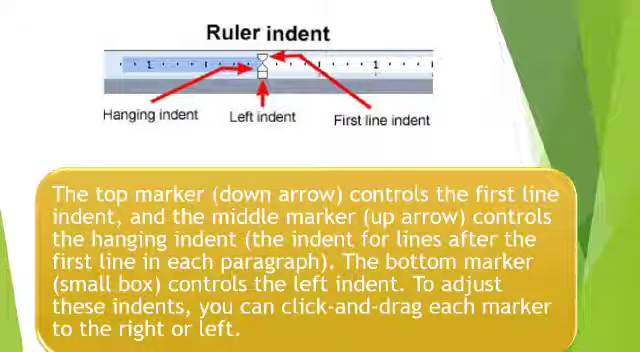 Ruler indent
1 1
Hanging indent Left indent First line indent
The top marker (down arrow) controls the first line
indent, and the middle marker (up arrow) controls
the hanging indent (the indent for lines after the
first line in each paragraph). The bottom marker
(small box) controls the left indent. To adjust
these indents, you can click-and-drag each marker
to the right or left.